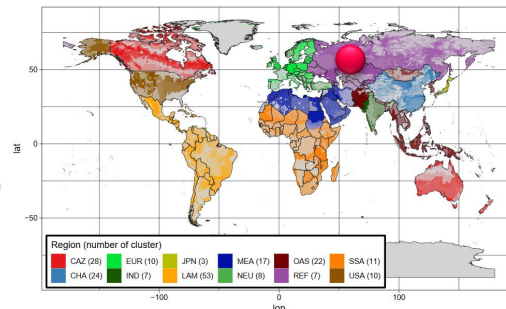 50
0
−50
lat
Region (number of cluster)
CAZ (28) EUR (10) JPN (3) MEA (17) OAS (22) SSA (11)
CHA (24) IND (7) LAM (53) NEU (8) REF (7) USA (10)
−100 0 100
lon